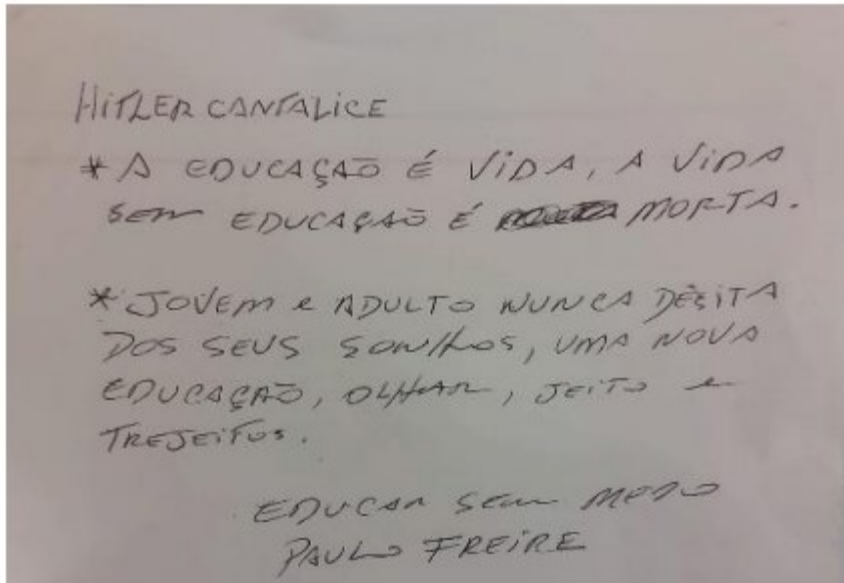 HITLER CANTALICE
* A EDUCAÇÃO É VIDA, A VIDA
SEM EDUCAÇÃO É MORTA.
* JOVEM e ADULTO NUNCA DESITA
DOS SEUS SONHOS, UMA NOVA
EDUCAÇÃO, OLHAR, JEITO e
TREJEITOS.
EDUCAR SEM MEDO
PAULO FREIRE